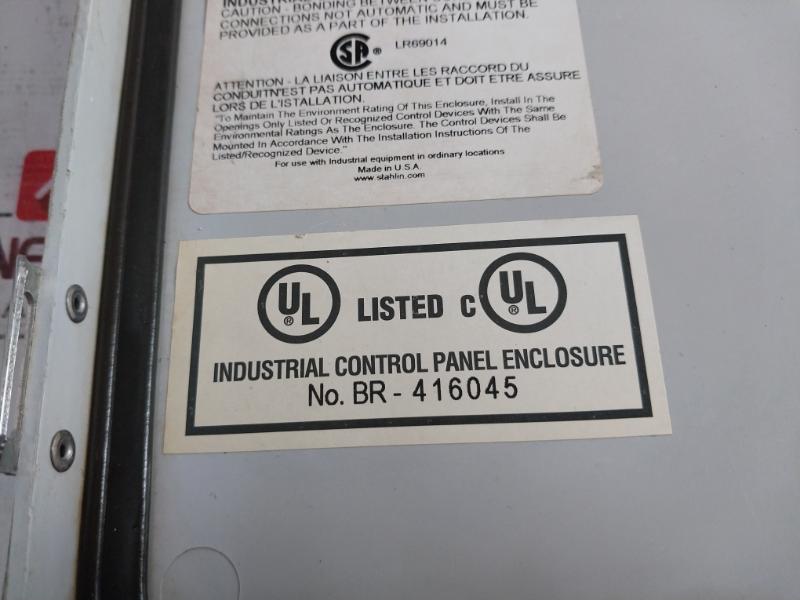 INDUSTRIAL
CAUTION - BONDING BETWEEN
CONNECTIONS NOT AUTOMATIC AND MUST BE
PROVIDED AS A PART OF THE INSTALLATION.
SA ® LR69014
ATTENTION - LA LIAISON ENTRE LES RACCORD DU
CONDUITN'EST PAS AUTOMATIQUE ET DOIT ETRE ASSURE
LORS DE L'ISTALLATION.
"To Maintain The Environment Rating Of This Enclosure, Install In The
Openings Only Listed Or Recognized Control Devices With The Same
Environmental Ratings As The Enclosure. The Control Devices Shall Be
Mounted In Accordance With The Installation Instructions Of The
Listed/Recognized Device."
For use with Industrial equipment in ordinary locations
Made in U.S.A.
www.stahlin.com
UL ® LISTED C UL ®
INDUSTRIAL CONTROL PANEL ENCLOSURE
No. BR - 416045